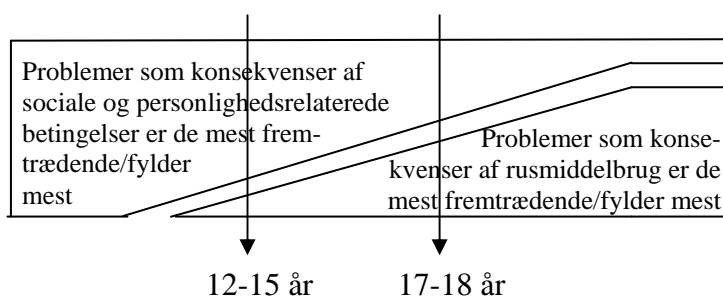 Problemer som konsekvenser af
sociale og personlighedsrelaterede
betingelser er de mest frem-
trædende/fylder
mest
Problemer som konse-
kvenser af rusmiddelbrug er de
mest fremtrædende/fylder mest
12-15 år
17-18 år